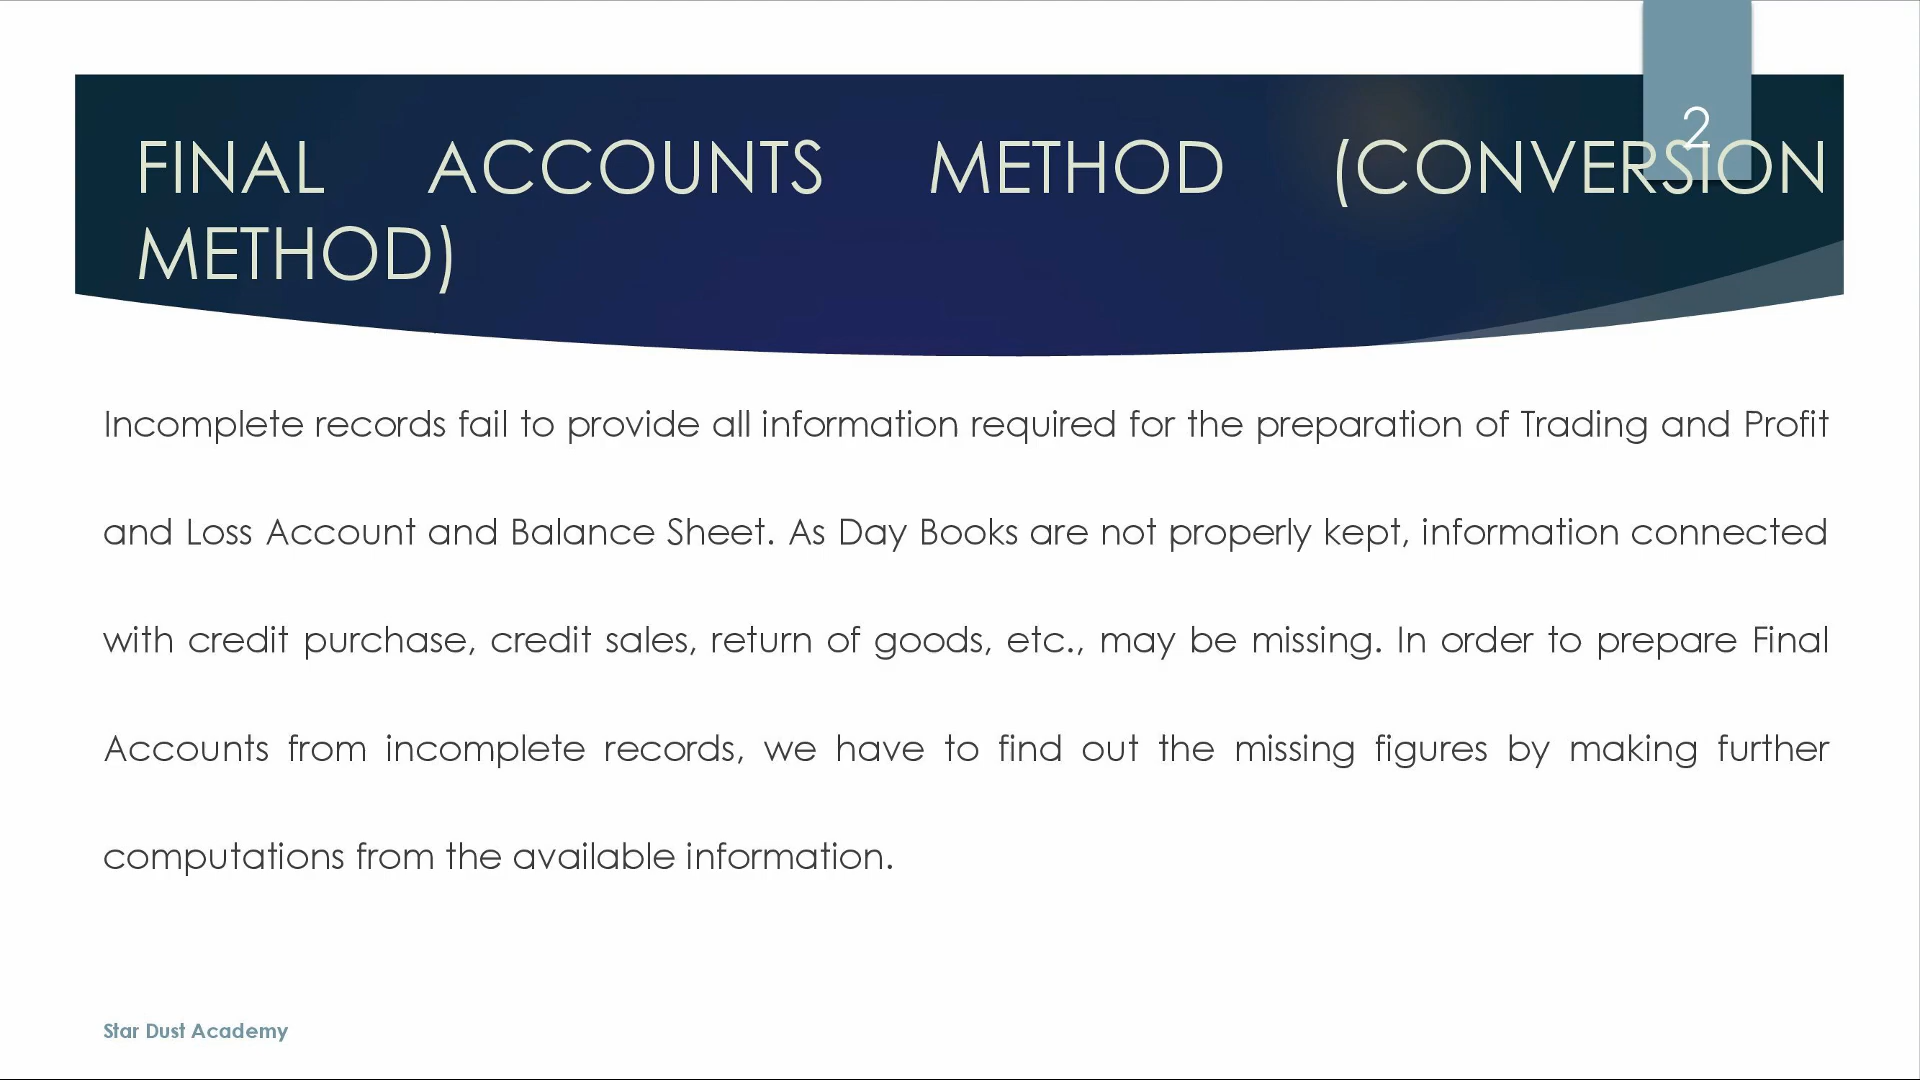 2
FINAL ACCOUNTS METHOD (CONVERSION
METHOD)
Incomplete records fail to provide all information required for the preparation of Trading and Profit
and Loss Account and Balance Sheet. As Day Books are not properly kept, information connected
with credit purchase, credit sales, return of goods, etc., may be missing. In order to prepare Final
Accounts from incomplete records, we have to find out the missing figures by making further
computations from the available information.
Star Dust Academy